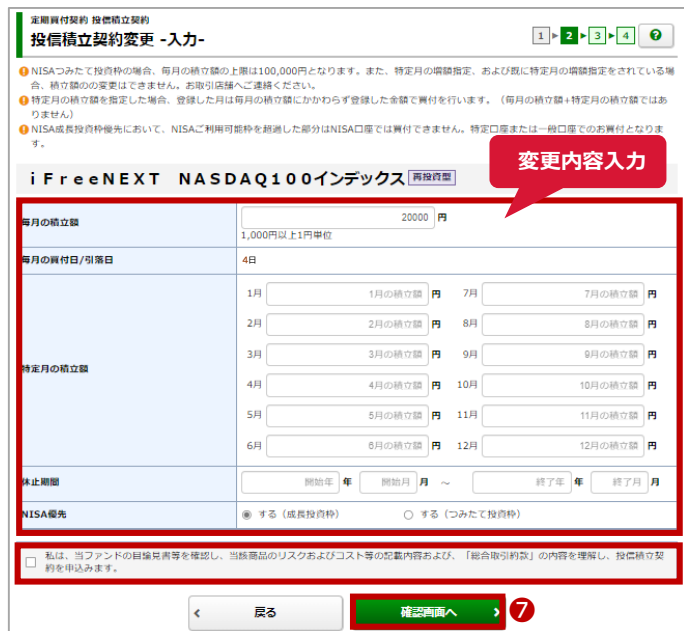 定期買付契約 投信積立契約
投信積立契約変更 -入力-
1 2 3 4 ?
NISAつみたて投資枠の場合、毎月の積立額の上限は100,000円となります。また、特定月の増額指定、および既に特定月の増額指定をされている場
合、積立額のの変更はできません。お取引店舗へご連絡ください。
特定月の積立額を指定した場合、登録した月は毎月の積立額にかかわらず登録した金額で買付を行います。（毎月の積立額+特定月の積立額ではあ
りません）
NISA成長投資枠優先において、NISAご利用可能枠を超過した部分はNISA口座では買付できません。特定口座または一般口座でのお買付となりま
す。
変更内容入力
ｉＦｒｅｅＮＥＸＴ　ＮＡＳＤＡＱ１００インデックス 再投資型
毎月の積立額 20000 円
1,000円以上1円単位
毎月の買付日/引落日 4日
特定月の積立額
1月 1月の積立額 円 7月 7月の積立額 円
2月 2月の積立額 円 8月 8月の積立額 円
3月 3月の積立額 円 9月 9月の積立額 円
4月 4月の積立額 円 10月 10月の積立額 円
5月 5月の積立額 円 11月 11月の積立額 円
6月 6月の積立額 円 12月 12月の積立額 円
休止期間 開始年 年 開始月 月 ～ 終了年 年 終了月 月
NISA優先 する（成長投資枠） する（つみたて投資枠）
私は、当ファンドの目論見書等を確認し、当該商品のリスクおよびコスト等の記載内容および、「総合取引約款」の内容を理解し、投信積立契
約を申込みます。
戻る 確認画面へ 7